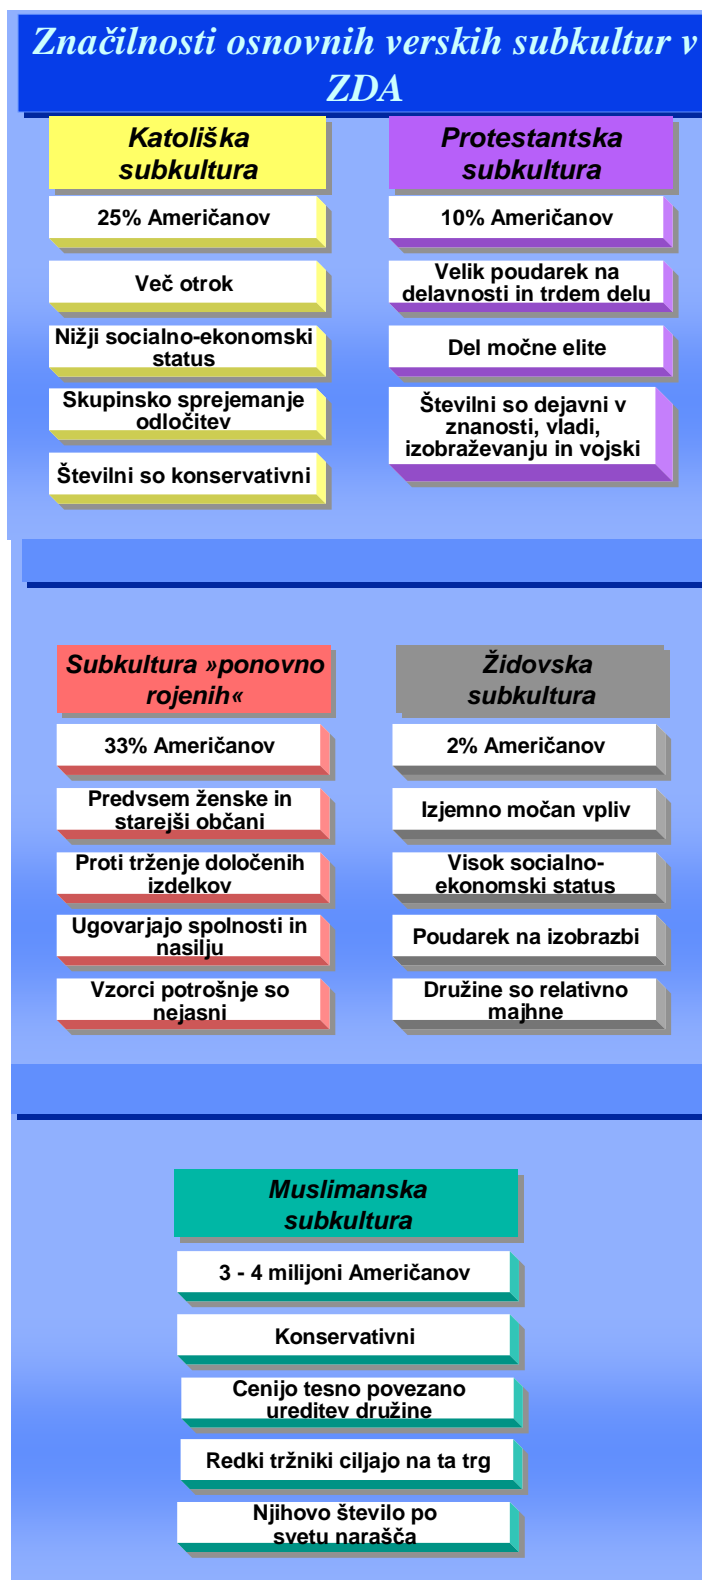 Značilnosti osnovnih verskih subkultur v
ZDA
Katoliška
subkultura
25% Američanov
Več otrok
Nižji socialno-ekonomski
status
Skupinsko sprejemanje
odločitev
Številni so konservativni
Protestantska
subkultura
10% Američanov
Velik poudarek na
delavnosti in trdem delu
Del močne elite
Številni so dejavni v
znanosti, vladi,
izobraževanju in vojski
Subkultura »ponovno
rojenih«
33% Američanov
Predvsem ženske in
starejši občani
Proti trženje določenih
izdelkov
Ugovarjajo spolnosti in
nasilju
Vzorci potrošnje so
nejasni
Židovska
subkultura
2% Američanov
Izjemno močan vpliv
Visok socialno-
ekonomski status
Poudarek na izobrazbi
Družine so relativno
majhne
Muslimanska
subkultura
3 - 4 milijoni Američanov
Konservativni
Cenijo tesno povezano
ureditev družine
Redki tržniki ciljajo na ta trg
Njihovo število po
svetu narašča